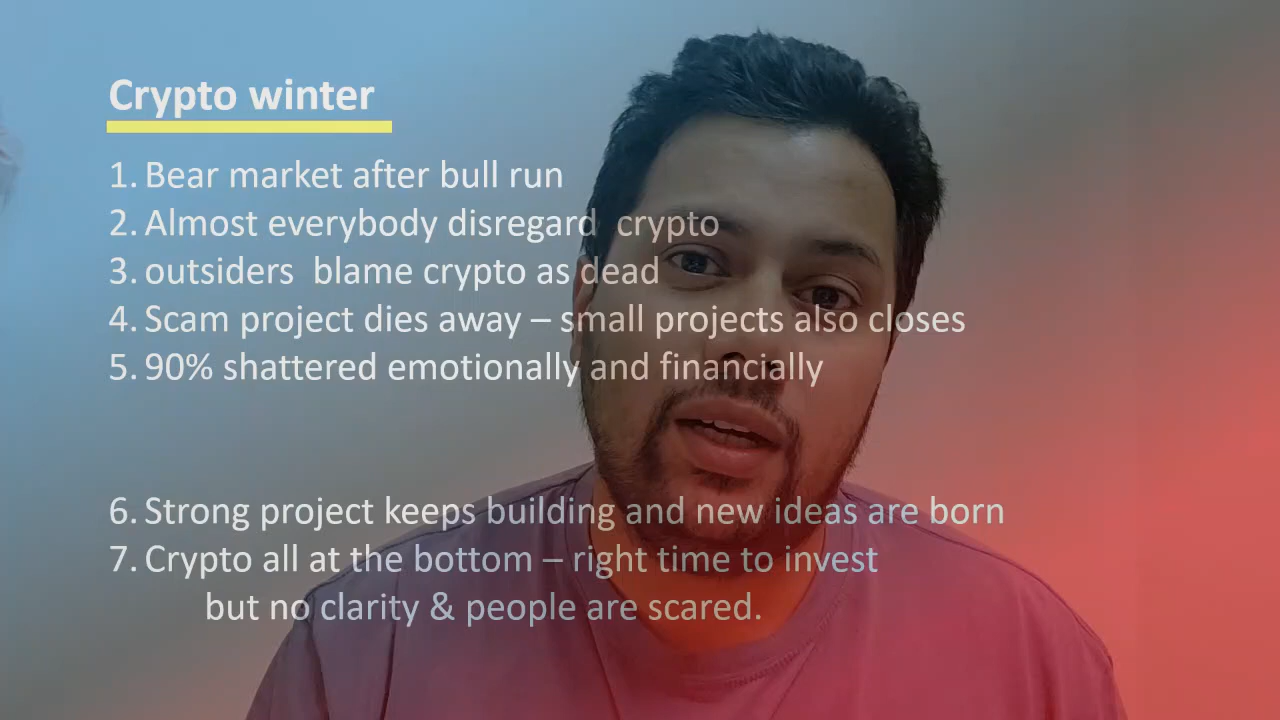 Crypto winter
1. Bear market after bull run
2. Almost everybody disregard  crypto
3. outsiders  blame crypto as dead
4. Scam project dies away – small projects also closes
5. 90% shattered emotionally and financially
6. Strong project keeps building and new ideas are born
7. Crypto all at the bottom – right time to invest
but no clarity & people are scared.